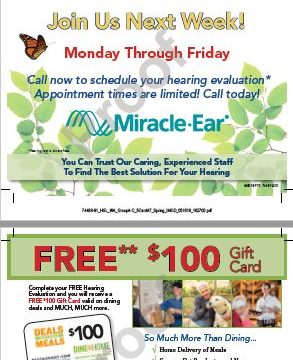 Join Us Next Week!
Monday Through Friday
Call now to schedule your hearing evaluation*
Appointment times are limited! Call today!
Miracle-Ear®
You Can Trust Our Caring, Experienced Staff
To Find The Best Solution For Your Hearing
FREE** $100 Gift Card
Complete your FREE Hearing
Evaluation and you will receive a
FREE* $100 Gift Card valid on dining
deals and MUCH, MUCH more.
DEALS
MEALS
$100
So Much More Than Dining...
Home Delivery of Meals
proof